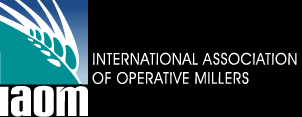 INTERNATIONAL ASSOCIATION
OF OPERATIVE MILLERS
iaom